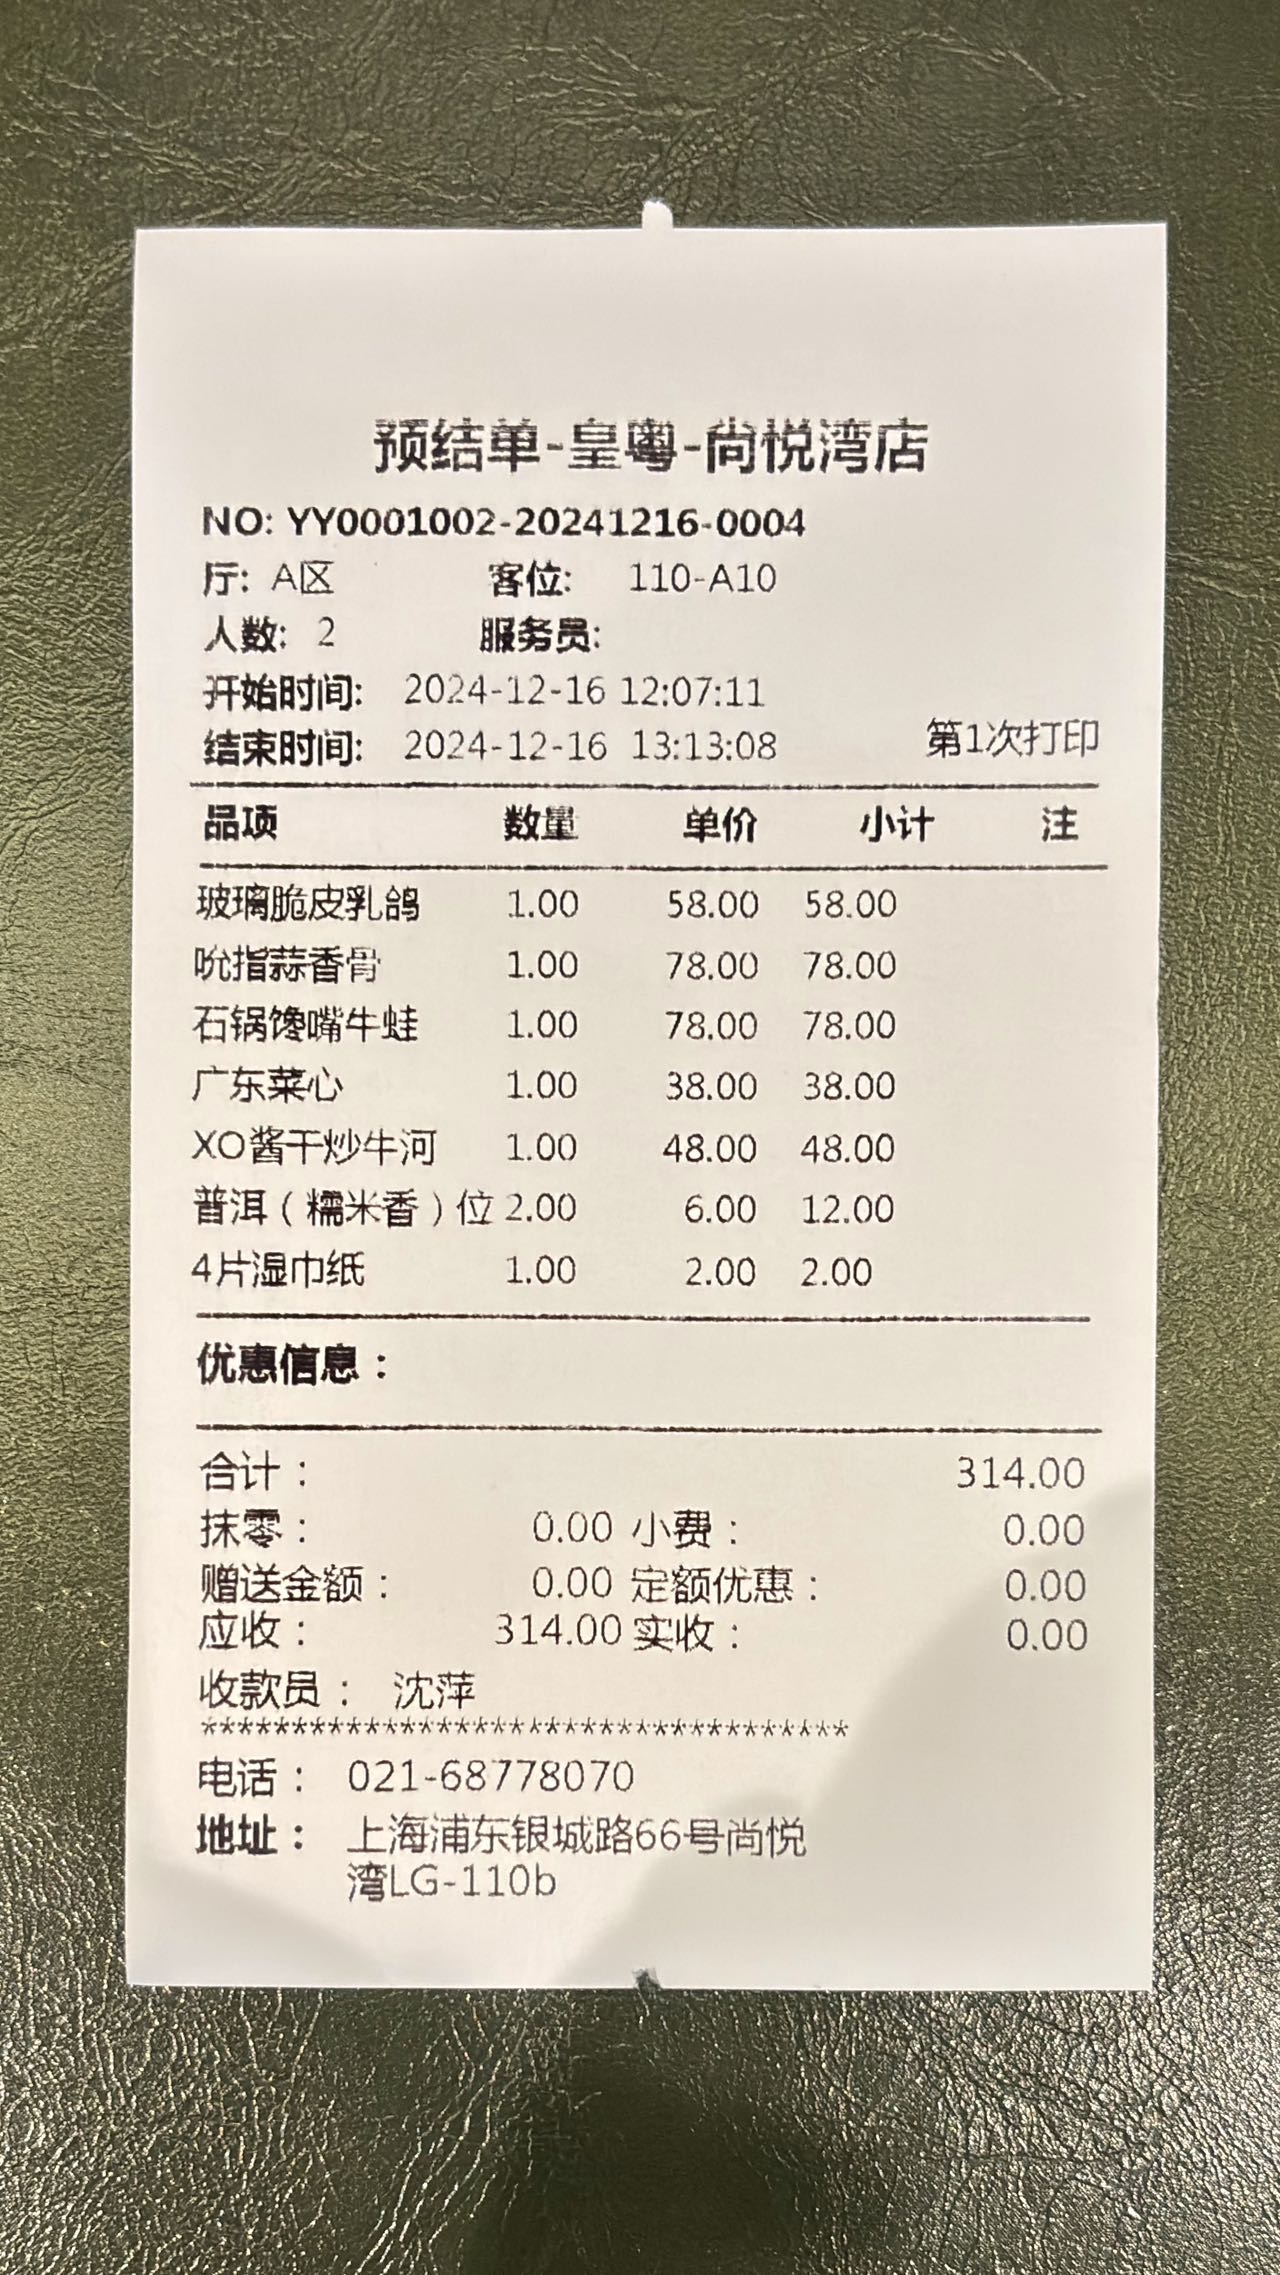 预结单-皇粤-尚悦湾店
NO: YY0001002-20241216-0004
厅: A区 客位: 110-A10
人数: 2 服务员:
开始时间: 2024-12-16 12:07:11
结束时间: 2024-12-16 13:13:08 第1次打印
品项 数量 单价 小计 注
玻璃脆皮乳鸽 1.00 58.00 58.00
吮指蒜香骨 1.00 78.00 78.00
石锅馋嘴牛蛙 1.00 78.00 78.00
广东菜心 1.00 38.00 38.00
XO酱干炒牛河 1.00 48.00 48.00
普洱（糯米香）位 2.00 6.00 12.00
4片湿巾纸 1.00 2.00 2.00
优惠信息：
合计： 314.00
抹零： 0.00 小费： 0.00
赠送金额： 0.00 定额优惠： 0.00
应收： 314.00 实收： 0.00
收款员： 沈萍
***********************************
电话： 021-68778070
地址： 上海浦东银城路66号尚悦
湾LG-110b